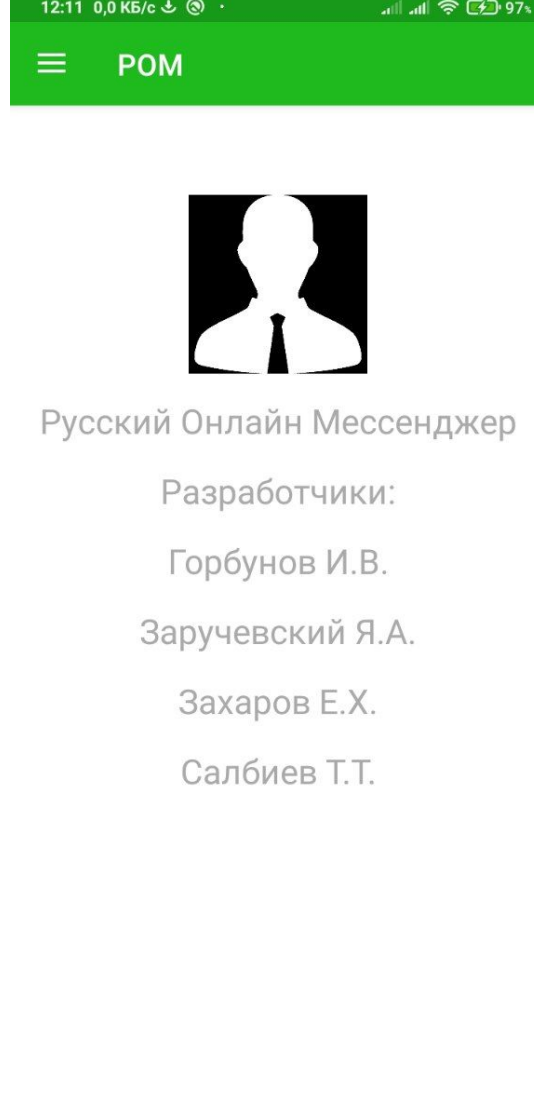 12:11 0,0 КБ/с 97%
РОМ
Русский Онлайн Мессенджер
Разработчики:
Горбунов И.В.
Заручевский Я.А.
Захаров Е.Х.
Салбиев Т.Т.